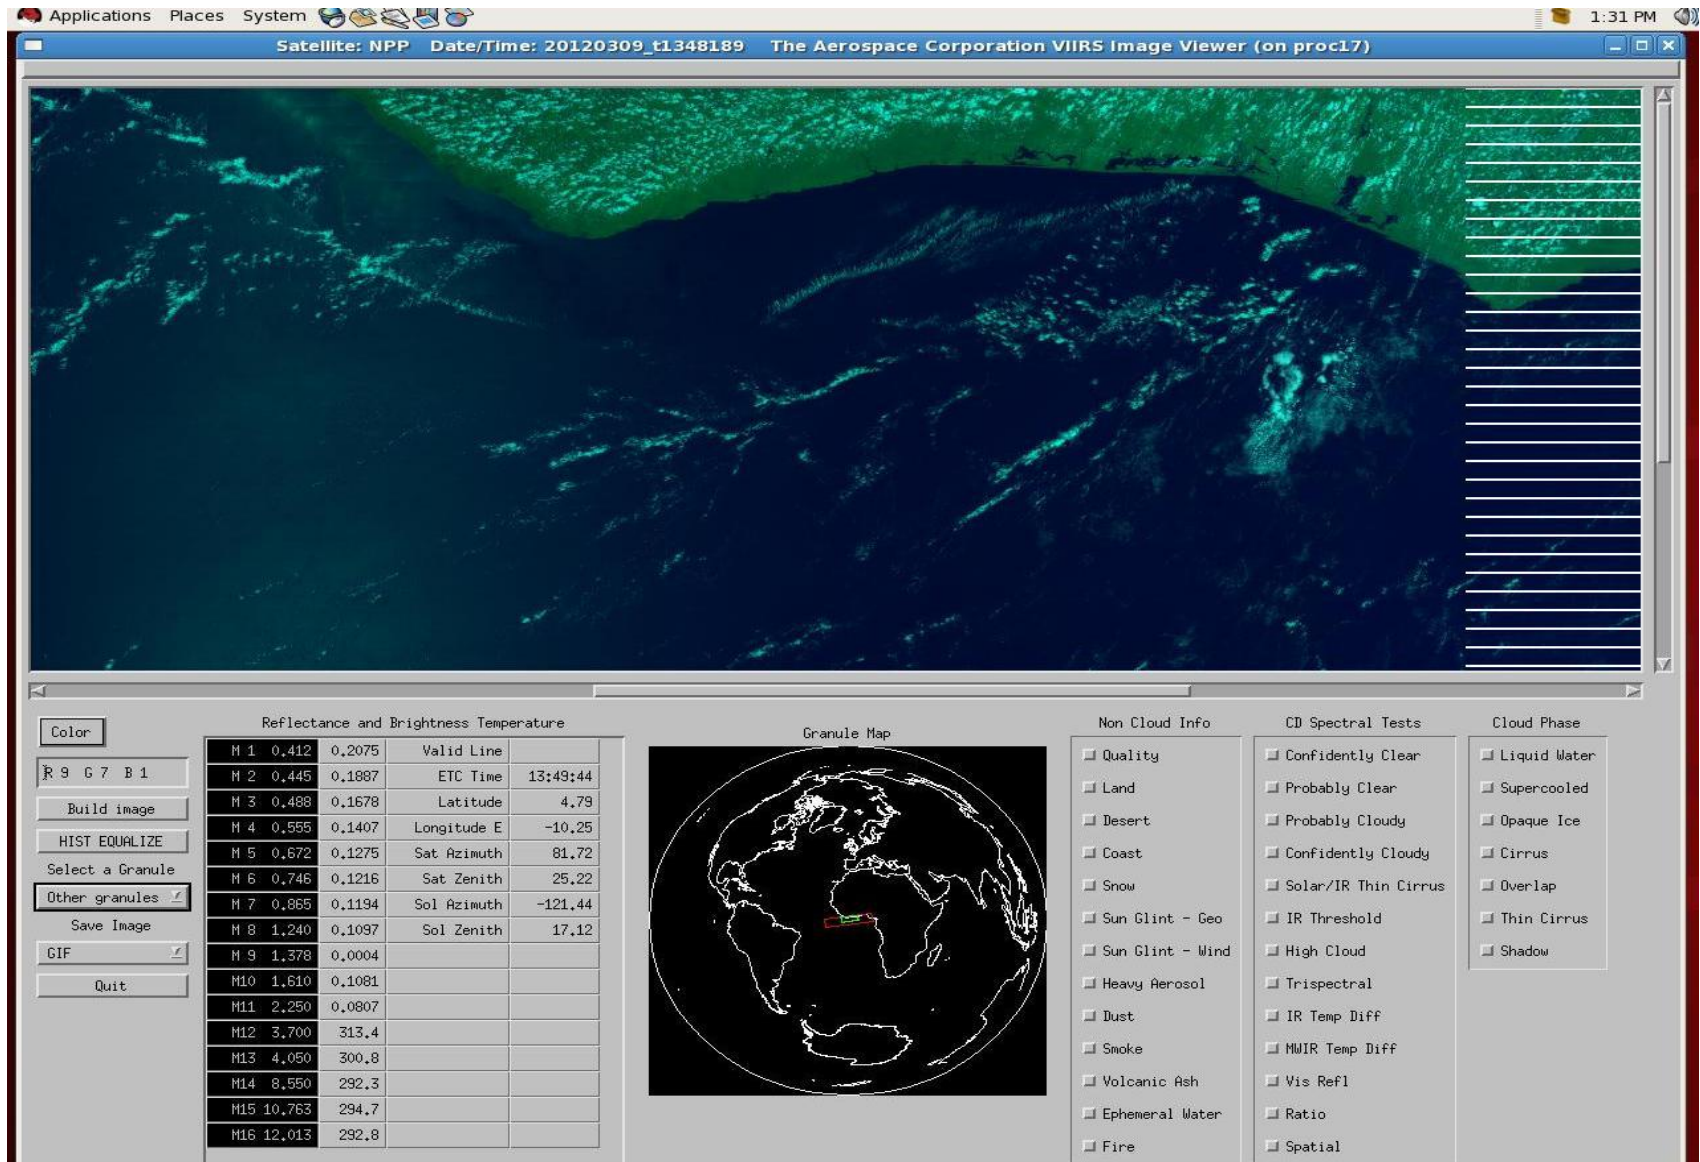 Applications Places System 1:31 PM
Satellite: NPP Date/Time: 20120309_t1348189 The Aerospace Corporation VIIRS Image Viewer (on proc17)
Color
R 9 G 7 B 1
Build image
HIST EQUALIZE
Select a Granule
Other granules
Save Image
GIF
Quit
Reflectance and Brightness Temperature
M 1 0.412 0.2075 Valid Line
M 2 0.445 0.1887 ETC Time 13:49:44
M 3 0.488 0.1678 Latitude 4.79
M 4 0.555 0.1407 Longitude E -10.25
M 5 0.672 0.1275 Sat Azimuth 81.72
M 6 0.746 0.1216 Sat Zenith 25.22
M 7 0.865 0.1194 Sol Azimuth -121.44
M 8 1.240 0.1097 Sol Zenith 17.12
M 9 1.378 0.0004
M10 1.610 0.1081
M11 2.250 0.0807
M12 3.700 313.4
M13 4.050 300.8
M14 8.550 292.3
M15 10.763 294.7
M16 12.013 292.8
Granule Map
Non Cloud Info
Quality
Land
Desert
Coast
Snow
Sun Glint - Geo
Sun Glint - Wind
Heavy Aerosol
Dust
Smoke
Volcanic Ash
Ephemeral Water
Fire
CD Spectral Tests
Confidently Clear
Probably Clear
Probably Cloudy
Confidently Cloudy
Solar/IR Thin Cirrus
IR Threshold
High Cloud
Trispectral
IR Temp Diff
MWIR Temp Diff
Vis Refl
Ratio
Spatial
Cloud Phase
Liquid Water
Supercooled
Opaque Ice
Cirrus
Overlap
Thin Cirrus
Shadow